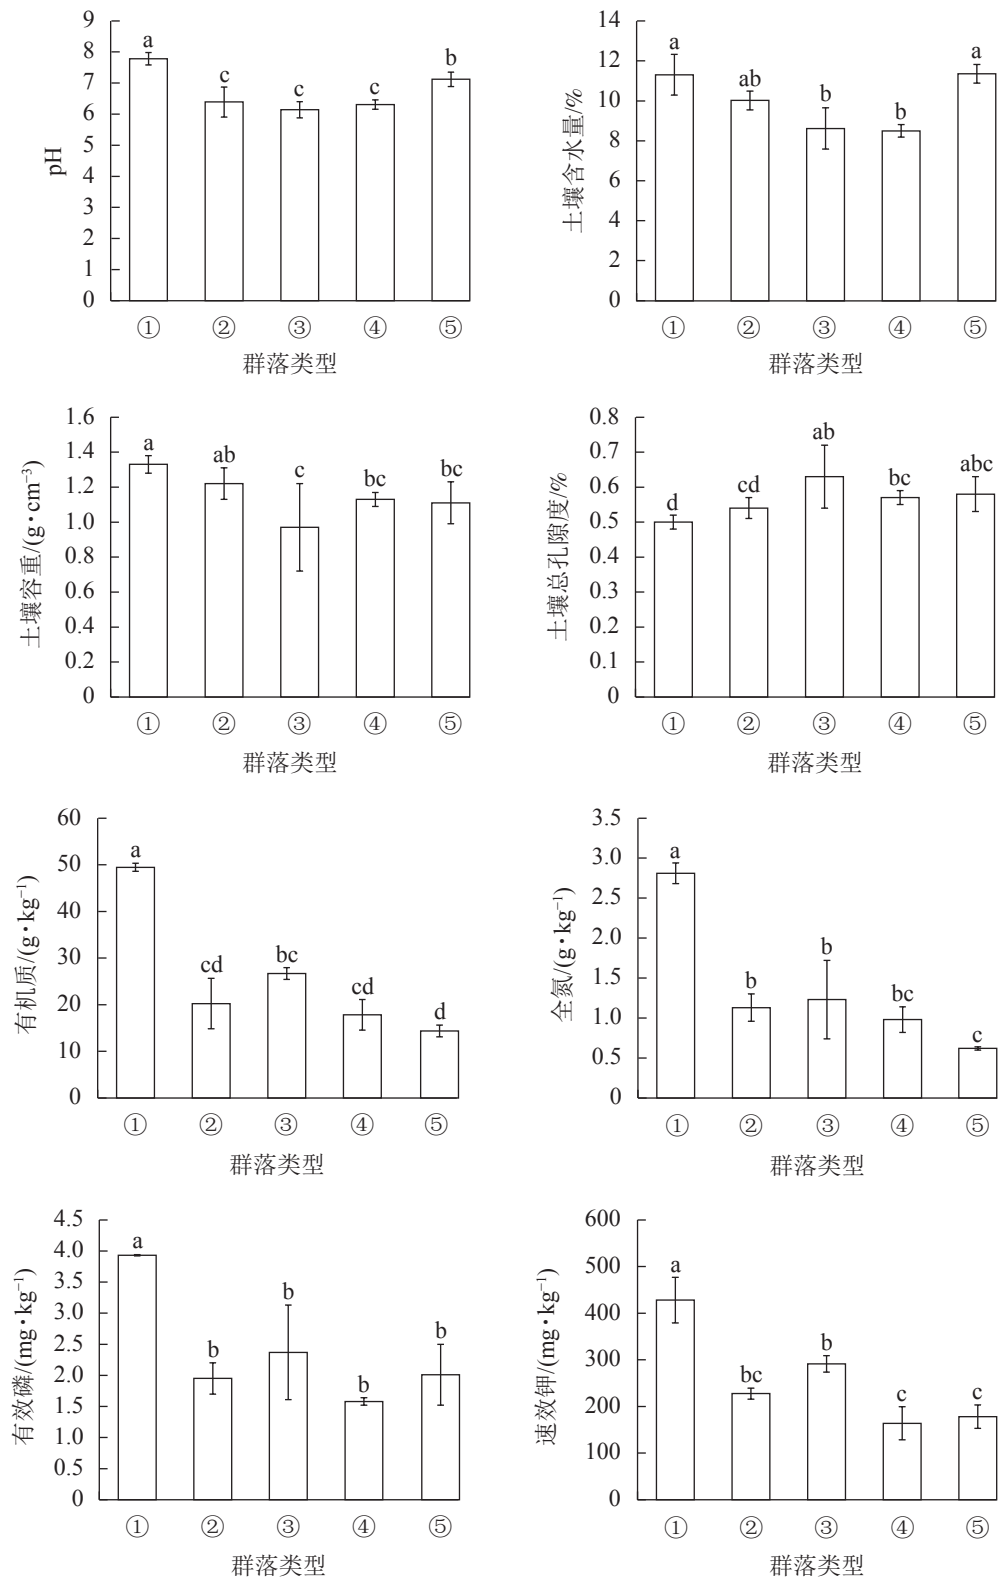 pH
9
8
7
6
5
4
3
2
1
0
a
c
c
c
b
① ② ③ ④ ⑤
群落类型
土壤含水量/%
14
12
10
8
6
4
2
0
a
ab
b
b
a
① ② ③ ④ ⑤
群落类型
土壤容重/(g•cm⁻³)
1.6
1.4
1.2
1.0
0.8
0.6
0.4
0.2
0
a
ab
c
bc
bc
① ② ③ ④ ⑤
群落类型
土壤总孔隙度/%
0.8
0.7
0.6
0.5
0.4
0.3
0.2
0.1
0
d
cd
ab
bc
abc
① ② ③ ④ ⑤
群落类型
有机质/(g•kg⁻¹)
60
50
40
30
20
10
0
a
cd
bc
cd
d
① ② ③ ④ ⑤
群落类型
全氮/(g•kg⁻¹)
3.5
3.0
2.5
2.0
1.5
1.0
0.5
0
a
b
b
bc
c
① ② ③ ④ ⑤
群落类型
有效磷/(mg•kg⁻¹)
4.5
4.0
3.5
3.0
2.5
2.0
1.5
1.0
0.5
0
a
b
b
b
b
① ② ③ ④ ⑤
群落类型
速效钾/(mg•kg⁻¹)
600
500
400
300
200
100
0
a
bc
b
c
c
① ② ③ ④ ⑤
群落类型